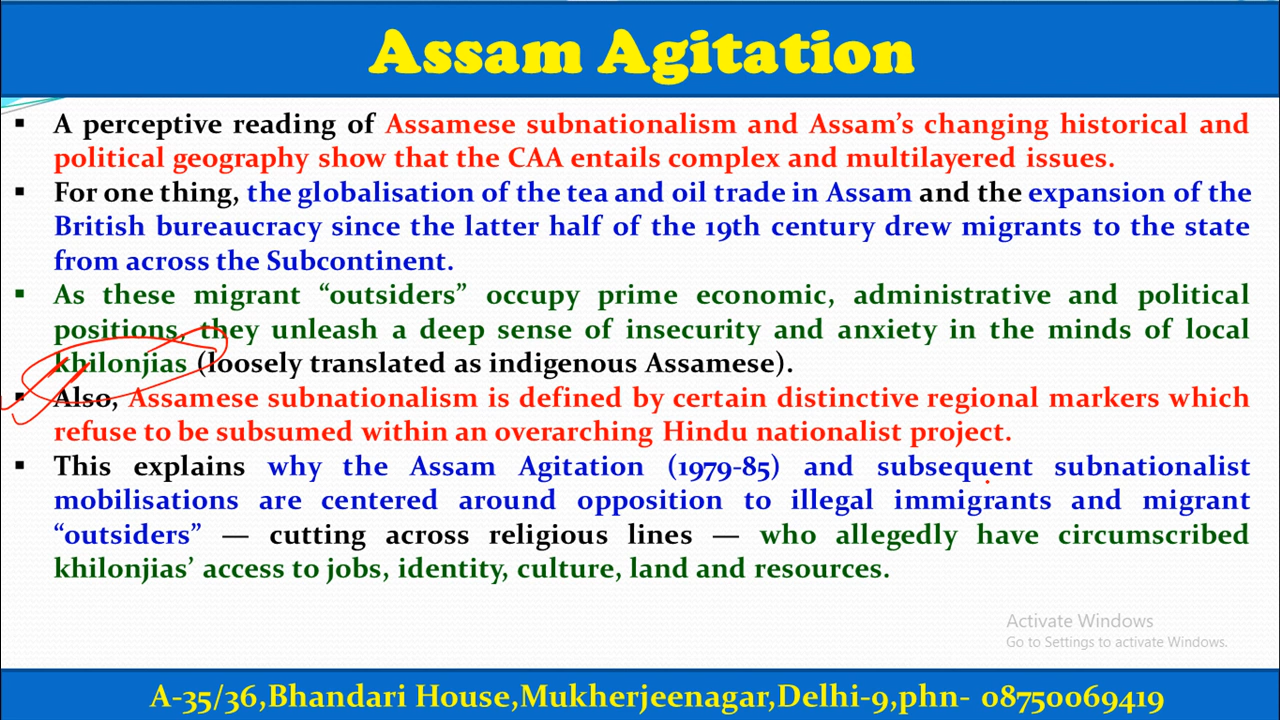 Assam Agitation
▪ A perceptive reading of Assamese subnationalism and Assam's changing historical and
political geography show that the CAA entails complex and multilayered issues.
▪ For one thing, the globalisation of the tea and oil trade in Assam and the expansion of the
British bureaucracy since the latter half of the 19th century drew migrants to the state
from across the Subcontinent.
▪ As these migrant “outsiders” occupy prime economic, administrative and political
positions, they unleash a deep sense of insecurity and anxiety in the minds of local
khilonjias (loosely translated as indigenous Assamese).
▪ Also, Assamese subnationalism is defined by certain distinctive regional markers which
refuse to be subsumed within an overarching Hindu nationalist project.
▪ This explains why the Assam Agitation (1979-85) and subsequent subnationalist
mobilisations are centered around opposition to illegal immigrants and migrant
“outsiders” — cutting across religious lines — who allegedly have circumscribed
khilonjias’ access to jobs, identity, culture, land and resources.
Activate Windows
Go to Settings to activate Windows.
A-35/36,Bhandari House,Mukherjeenagar,Delhi-9,phn- 08750069419